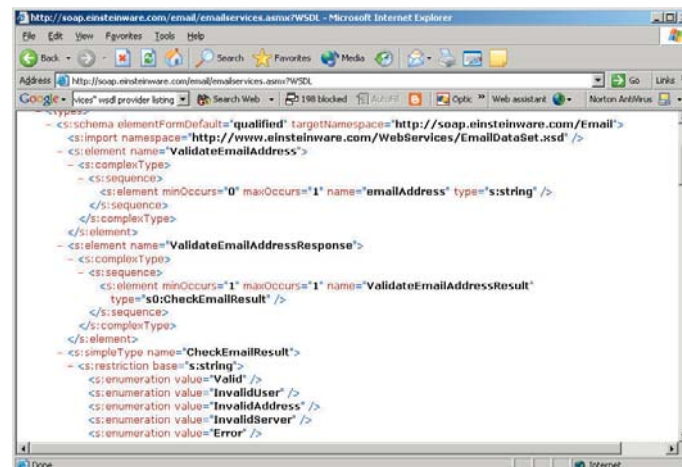 http://soap.einsteinware.com/email/emailservices.asmx?WSDL - Microsoft Internet Explorer
File Edit View Favorites Tools Help
Back Search Favorites Media
Address http://soap.einsteinware.com/email/emailservices.asmx?WSDL Go Links
Google vices" wsdl provider listing Search Web 198 blocked AutoFill Optic Web assistant Norton AntiVirus
- <s:schema elementFormDefault="qualified" targetNamespace="http://soap.einsteinware.com/Email">
<s:import namespace="http://www.einsteinware.com/WebServices/EmailDataSet.xsd" />
- <s:element name="ValidateEmailAddress">
- <s:complexType>
- <s:sequence>
<s:element minOccurs="0" maxOccurs="1" name="emailAddress" type="s:string" />
</s:sequence>
</s:complexType>
</s:element>
- <s:element name="ValidateEmailAddressResponse">
- <s:complexType>
- <s:sequence>
<s:element minOccurs="1" maxOccurs="1" name="ValidateEmailAddressResult"
type="s0:CheckEmailResult" />
</s:sequence>
</s:complexType>
</s:element>
- <s:simpleType name="CheckEmailResult">
- <s:restriction base="s:string">
<s:enumeration value="Valid" />
<s:enumeration value="InvalidUser" />
<s:enumeration value="InvalidAddress" />
<s:enumeration value="InvalidServer" />
<s:enumeration value="Error" />
Done Internet